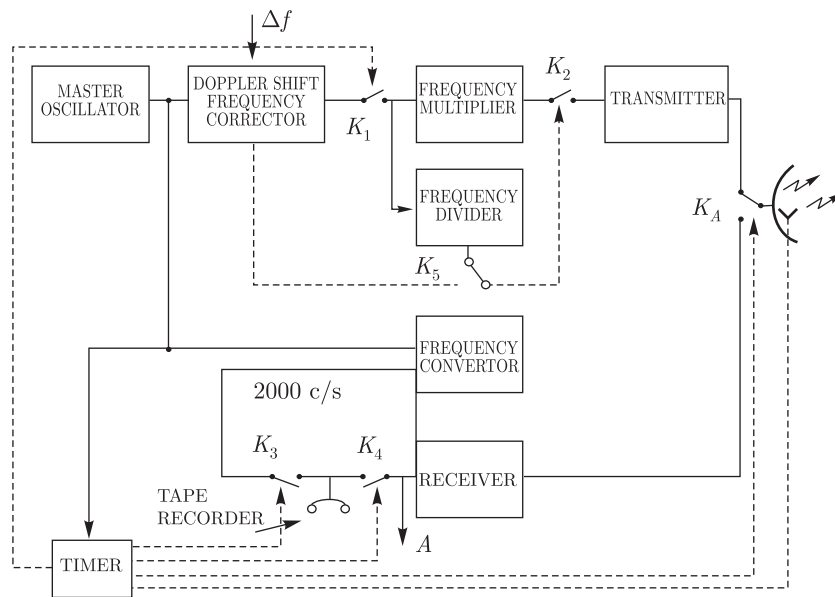 Δf
MASTER
OSCILLATOR
DOPPLER SHIFT
FREQUENCY
CORRECTOR
K1
FREQUENCY
MULTIPLIER
K2
TRANSMITTER
FREQUENCY
DIVIDER
KA
K5
FREQUENCY
CONVERTOR
2000 c/s
K3
K4
RECEIVER
TAPE
RECORDER
A
TIMER